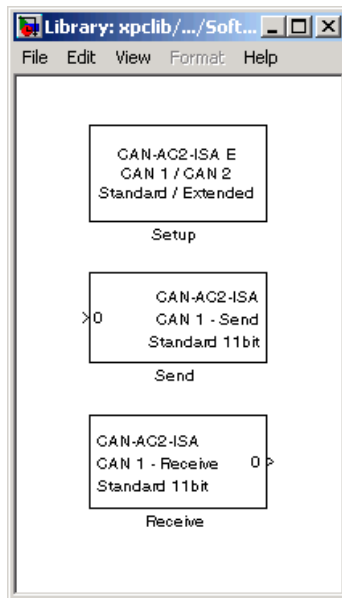 Library: xpclib/.../Soft...
File Edit View Format Help
CAN-AC2-ISA E
CAN 1 / CAN 2
Standard / Extended
Setup
CAN-AC2-ISA
0 CAN 1 - Send
Standard 11bit
Send
CAN-AC2-ISA
CAN 1 - Receive 0
Standard 11bit
Receive